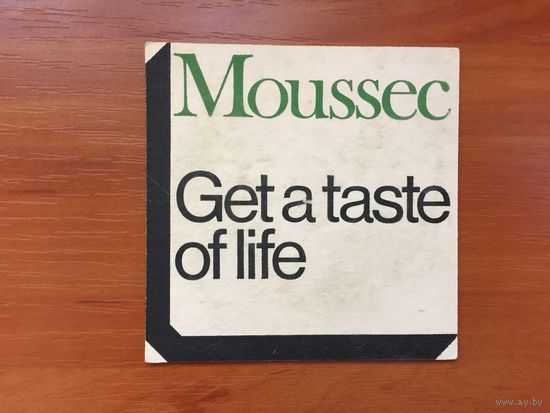 Moussec
Get a taste
of life
www.ay.by